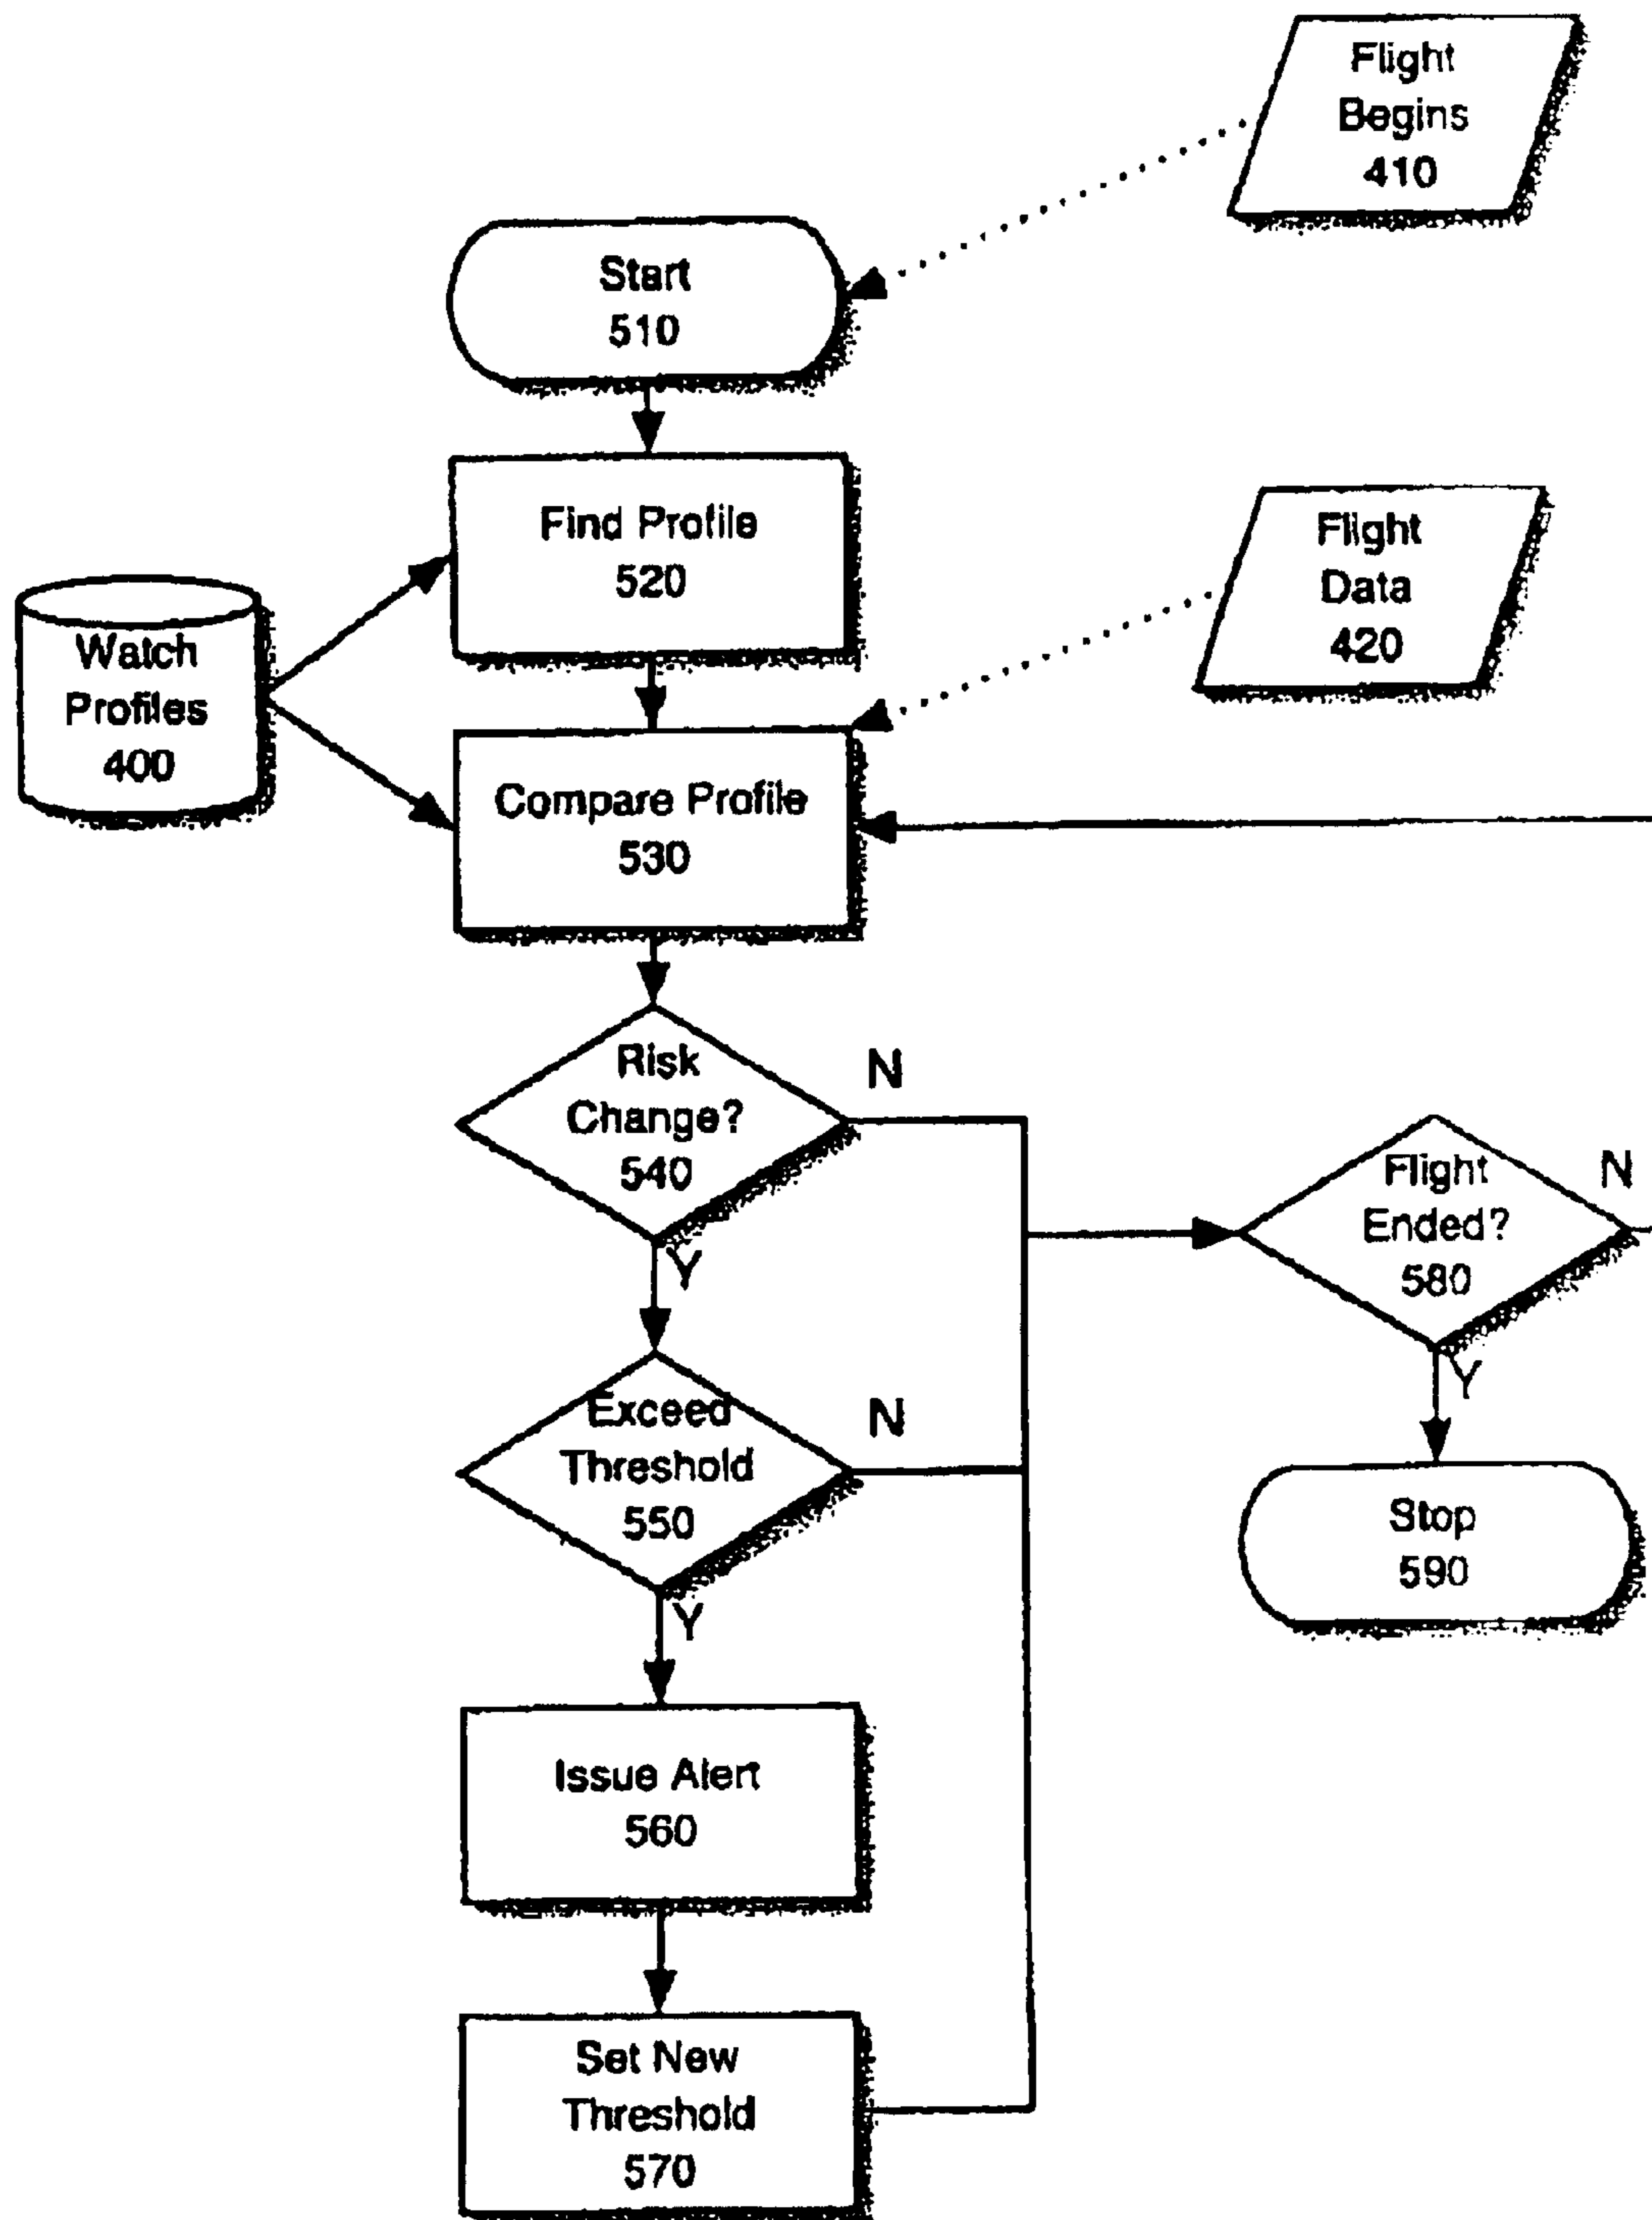 Flight
Begins
410
Start
510
Find Profile
520
Flight
Data
420
Watch
Profiles
400
Compare Profile
530
Risk
Change?
540
N
Y
Flight
Ended?
580
N
Y
Exceed
Threshold
550
N
Y
Stop
590
Issue Alert
560
Set New
Threshold
570